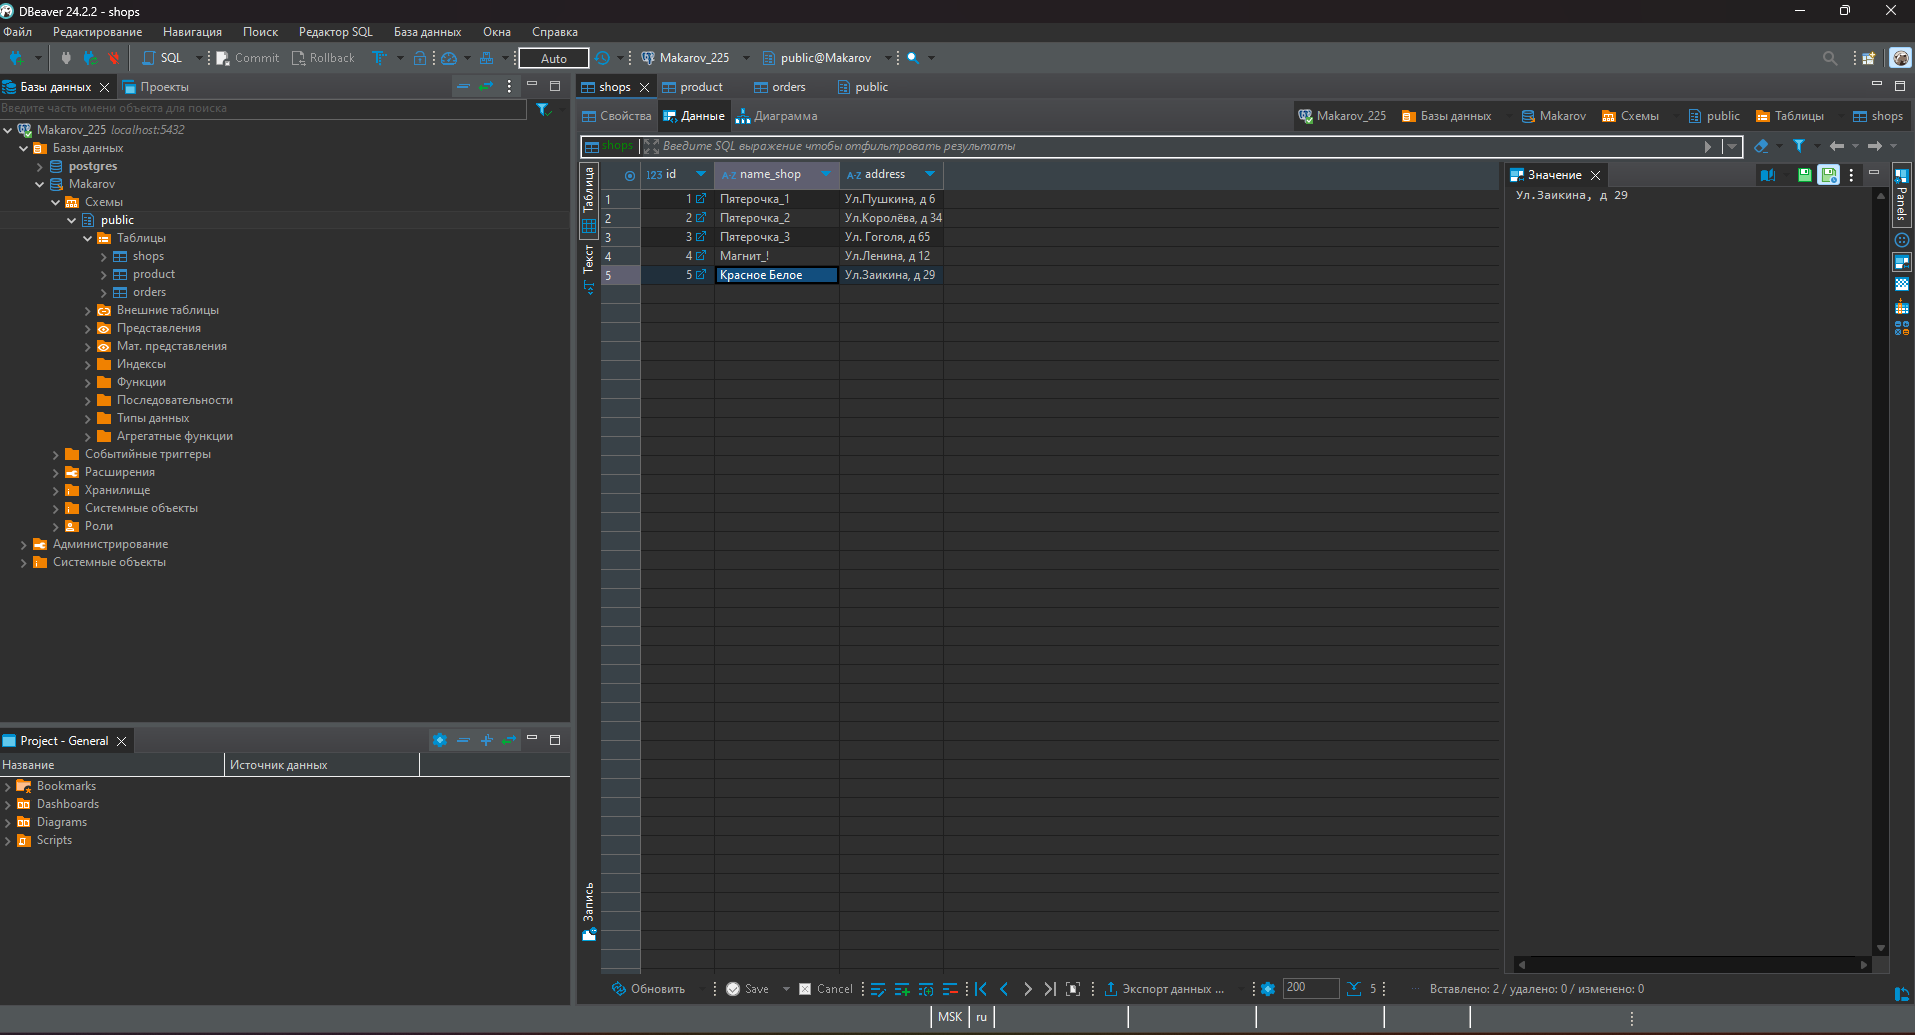 DBeaver 24.2.2 - shops
Файл Редактирование Навигация Поиск Редактор SQL База данных Окна Справка
SQL Commit Rollback Auto Makarov_225 public@Makarov
Базы данных Проекты
Введите часть имени объекта для поиска
Makarov_225 localhost:5432
Базы данных
postgres
Makarov
Схемы
public
Таблицы
shops
product
orders
Внешние таблицы
Представления
Мат. представления
Индексы
Функции
Последовательности
Типы данных
Агрегатные функции
Событийные триггеры
Расширения
Хранилище
Системные объекты
Роли
Администрирование
Системные объекты
Project - General
Название Источник данных
Bookmarks
Dashboards
Diagrams
Scripts
shops product orders public
Свойства Данные Диаграмма
Makarov_225 Базы данных Makarov Схемы public Таблицы shops
shops Введите SQL выражение чтобы отфильтровать результаты
Таблица
Текст
Запись
123 id A-Z name_shop A-Z address
1 1 Пятерочка_1 Ул.Пушкина, д 6
2 2 Пятерочка_2 Ул.Королёва, д 34
3 3 Пятерочка_3 Ул. Гоголя, д 65
4 4 Магнит_! Ул.Ленина, д 12
5 5 Красное Белое Ул.Заикина, д 29
Значение
Ул.Заикина, д 29
Panels
Обновить Save Cancel Экспорт данных ... 200 5 Вставлено: 2 / удалено: 0 / изменено: 0
MSK ru